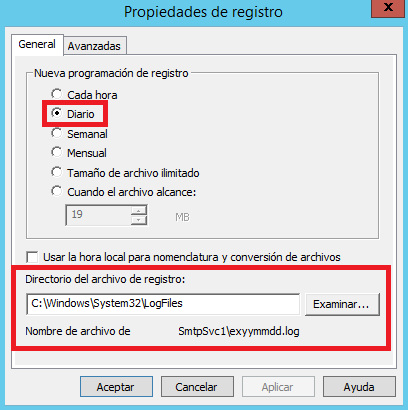 Propiedades de registro
x
General
Avanzadas
Nueva programación de registro
Cada hora
Diario
Semanal
Mensual
Tamaño de archivo ilimitado
Cuando el archivo alcance:
19 MB
Usar la hora local para nomenclatura y conversión de archivos
Directorio del archivo de registro:
C:\Windows\System32\LogFiles
Examinar...
Nombre de archivo de SmtpSvc1\exyymmdd.log
Aceptar
Cancelar
Aplicar
Ayuda